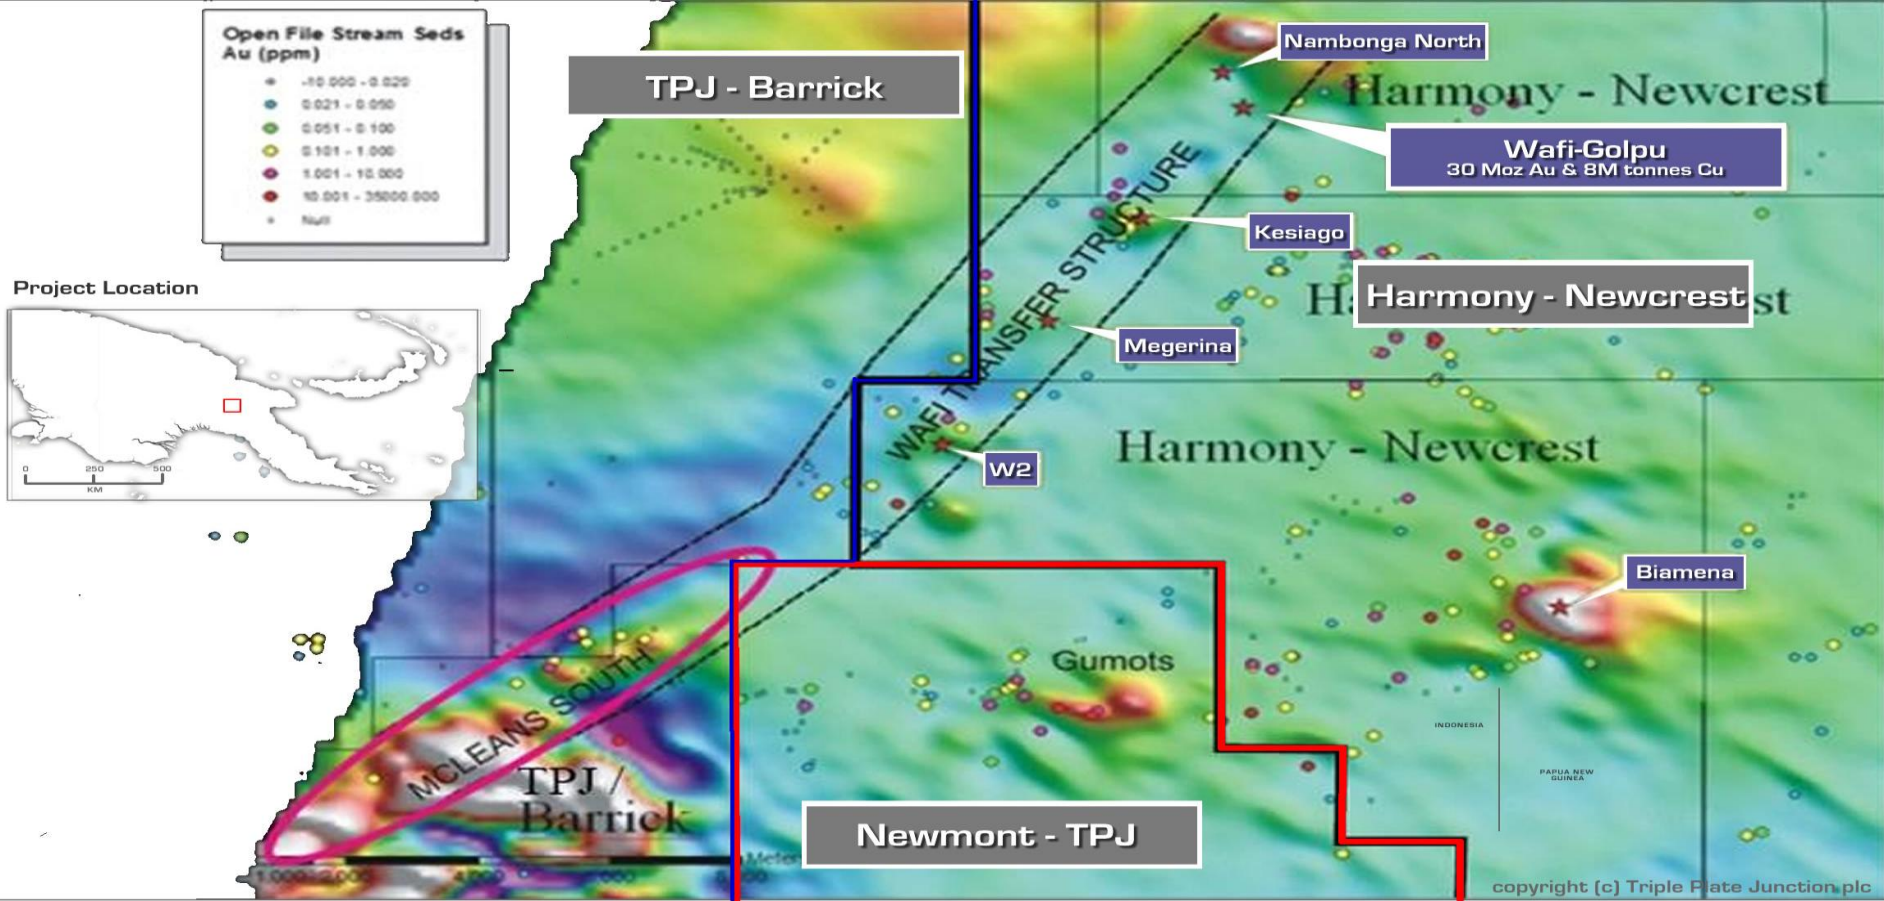 Open File Stream Seds
Au (ppm)
-10.000 - 0.020
0.021 - 0.050
0.051 - 0.100
0.101 - 1.000
1.001 - 10.000
10.001 - 35000.000
Null
Project Location
0 250 500
KM
TPJ - Barrick
Nambonga North
Harmony - Newcrest
Wafi-Golpu
30 Moz Au & 8M tonnes Cu
Kesiago
Harmony - Newcrest
Megerina
WAFI TRANSFER STRUCTURE
Harmony - Newcrest
W2
Biamena
Gumots
MCLEANS SOUTH
TPJ /
Barrick
INDONESIA
PAPUA NEW
GUINEA
Newmont - TPJ
copyright (c) Triple Plate Junction plc